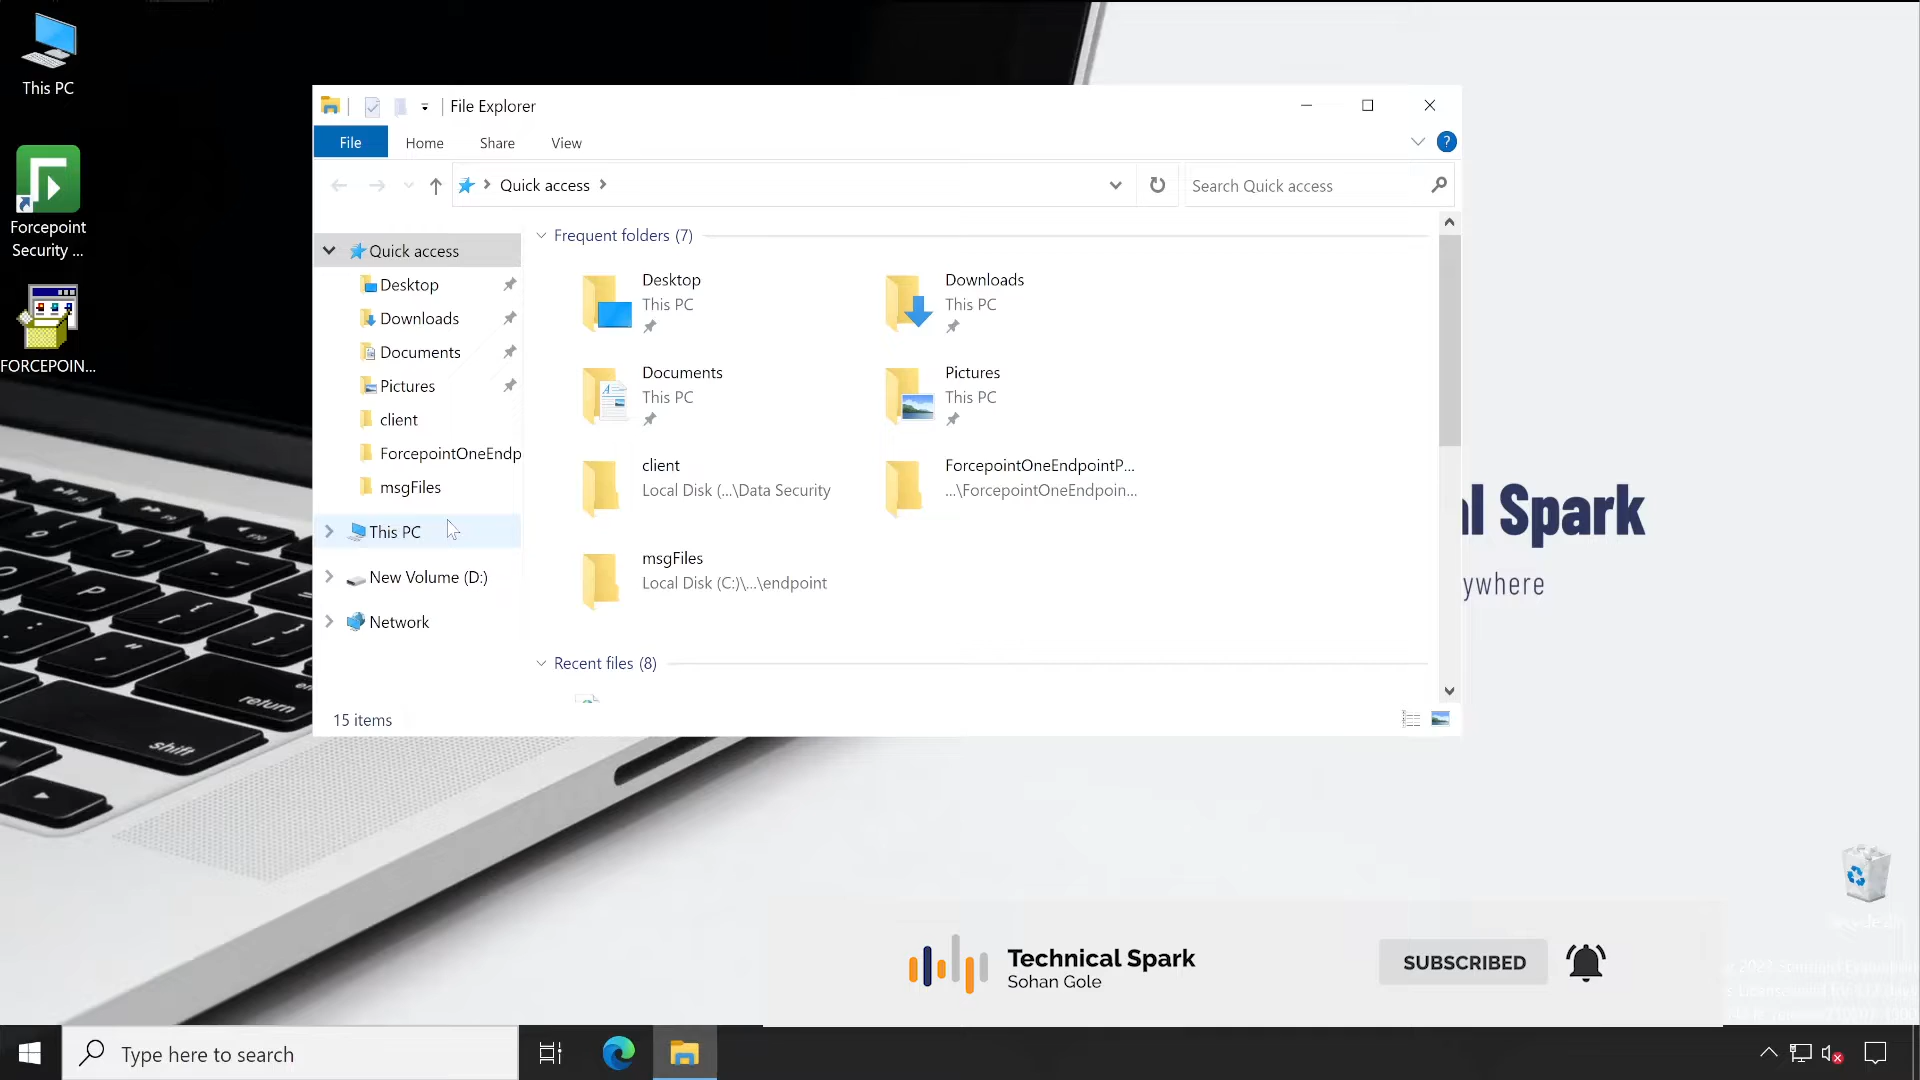 This PC
Forcepoint
Security ...
FORCEPOIN...
File Explorer
File
Home
Share
View
?
Quick access
Search Quick access
Quick access
Desktop
Downloads
Documents
Pictures
client
ForcepointOneEndp
msgFiles
This PC
New Volume (D:)
Network
Frequent folders (7)
Desktop
This PC
Downloads
This PC
Documents
This PC
Pictures
This PC
client
Local Disk (...\Data Security
ForcepointOneEndpointP...
...\ForcepointOneEndpoin...
msgFiles
Local Disk (C:)\...\endpoint
Recent files (8)
15 items
al Spark
ywhere
return
shift
Technical Spark
Sohan Gole
SUBSCRIBED
Type here to search